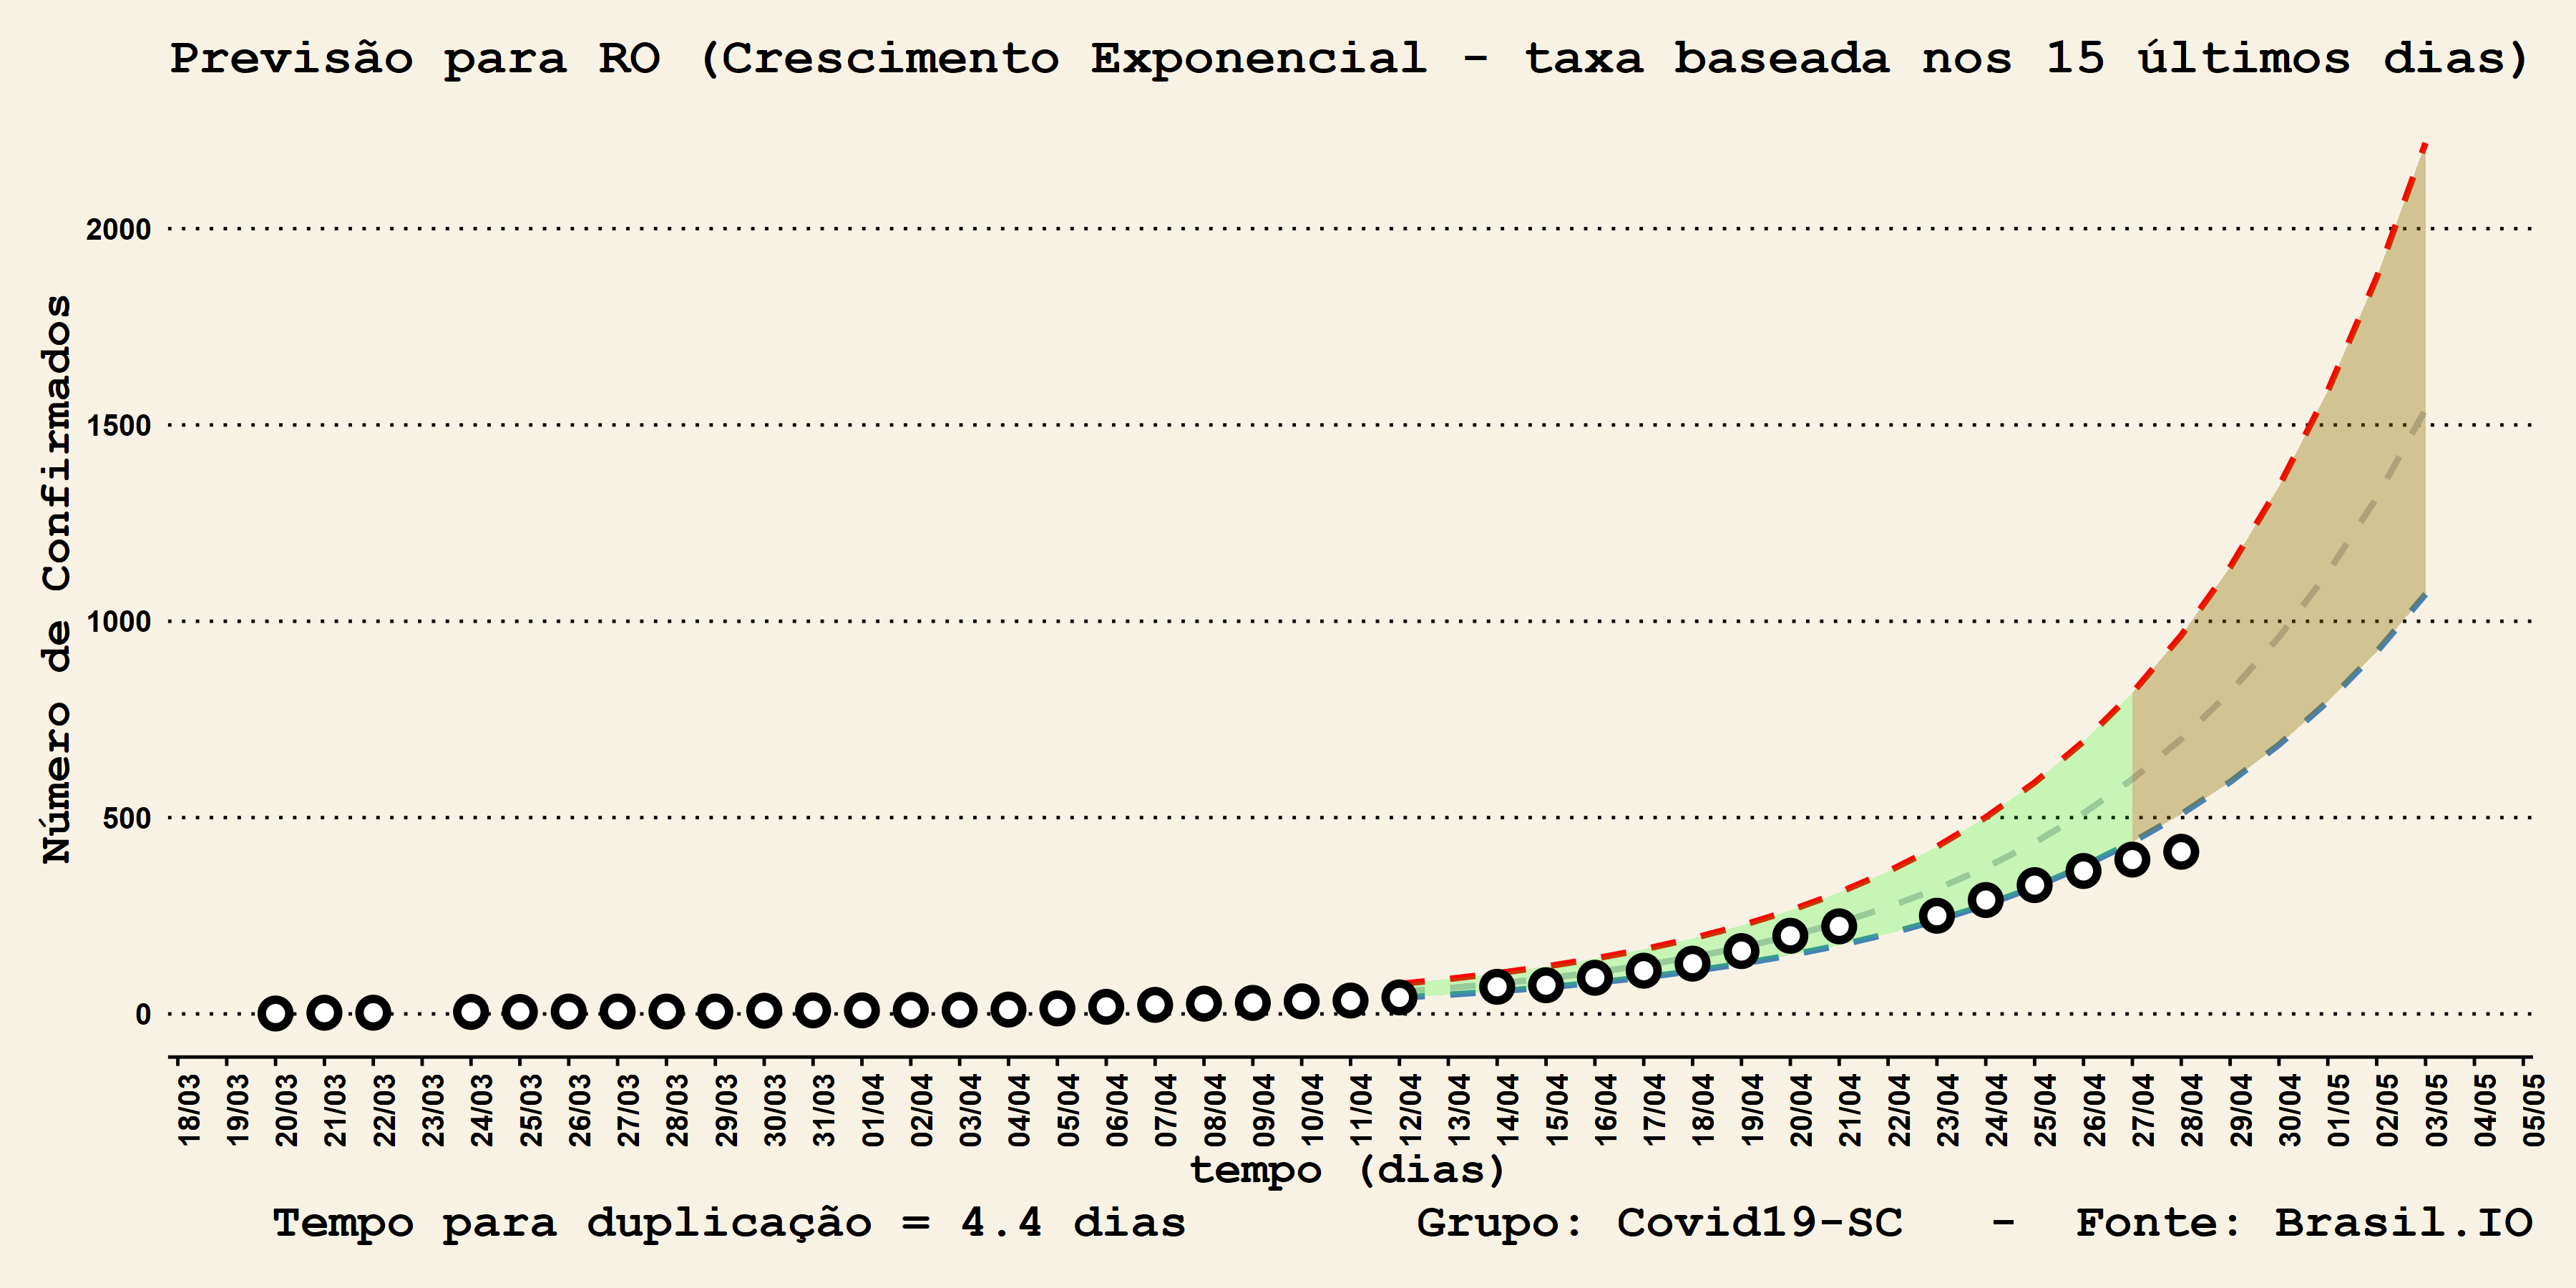 Previsão para RO (Crescimento Exponencial - taxa baseada nos 15 últimos dias)
Número de Confirmados
2000
1500
1000
500
0
18/03 19/03 20/03 21/03 22/03 23/03 24/03 25/03 26/03 27/03 28/03 29/03 30/03 31/03 01/04 02/04 03/04 04/04 05/04 06/04 07/04 08/04 09/04 10/04 11/04 12/04 13/04 14/04 15/04 16/04 17/04 18/04 19/04 20/04 21/04 22/04 23/04 24/04 25/04 26/04 27/04 28/04 29/04 30/04 01/05 02/05 03/05 04/05 05/05
tempo (dias)
Tempo para duplicação = 4.4 dias Grupo: Covid19-SC - Fonte: Brasil.IO